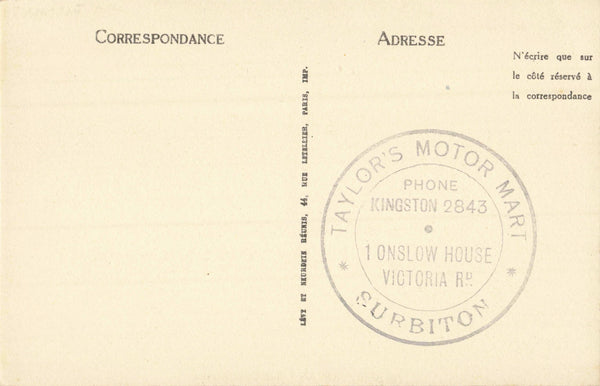 CORRESPONDANCE
ADRESSE
N'écrire que sur
le côté réservé à
la correspondance
LÉVY ET NEURDEIN RÉUNIS, 44, RUE LETELLIER, PARIS, IMP.
* TAYLOR'S MOTOR MART *
PHONE
KINGSTON 2843
1 ONSLOW HOUSE
VICTORIA RD.
SURBITON